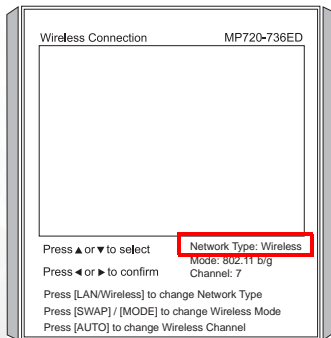 Wireless Connection MP720-736ED
Press ▲ or ▼ to select
Network Type: Wireless
Mode: 802.11 b/g
Press ◄ or ► to confirm
Channel: 7
Press [LAN/Wireless] to change Network Type
Press [SWAP] / [MODE] to change Wireless Mode
Press [AUTO] to change Wireless Channel